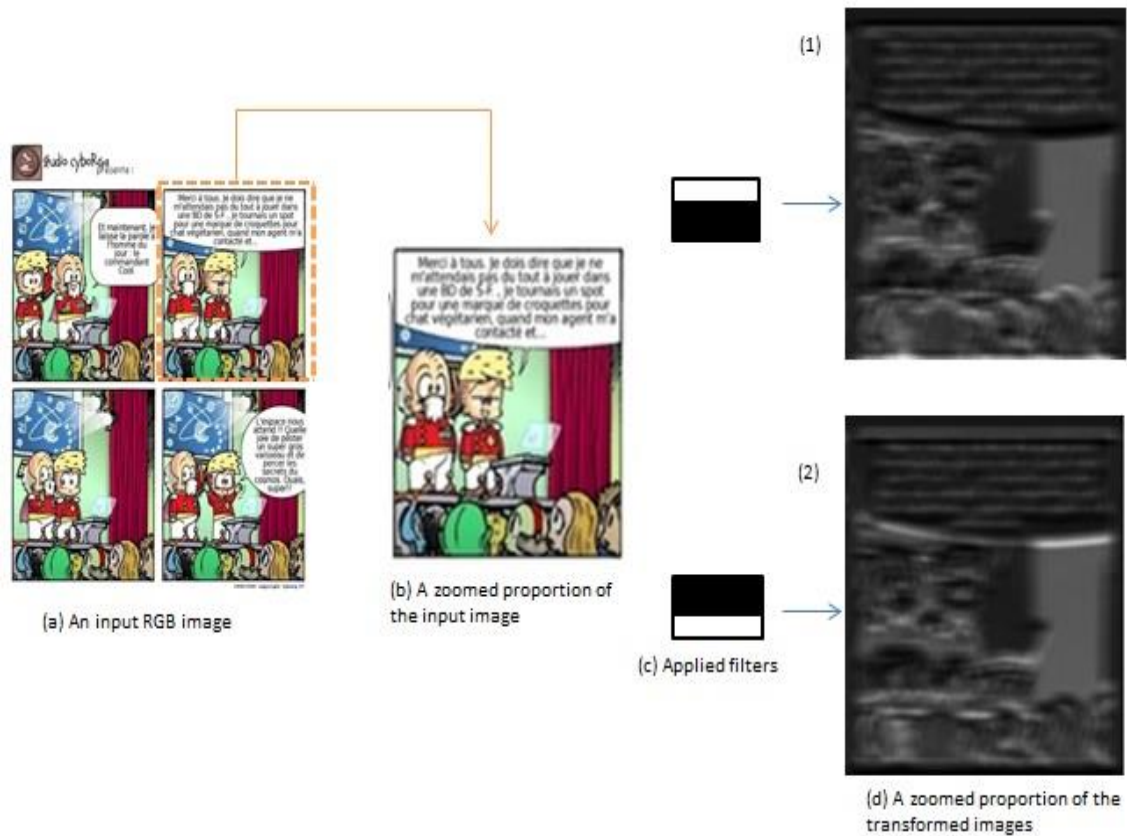 (1)
studio cyboRgia
présente :
Et maintenant, je
laisse la parole à
l'homme du
jour : le
commandant
Cool.
Merci à tous. Je dois dire que je ne
m'attendais pas du tout à jouer dans
une BD de S-F , je tournais un spot
pour une marque de croquettes pour
chat végétarien, quand mon agent m'a
contacté et...
Merci à tous. Je dois dire que je ne
m'attendais pas du tout à jouer dans
une BD de S-F , je tournais un spot
pour une marque de croquettes pour
chat végétarien, quand mon agent m'a
contacté et...
L'espace nous
attend !! Quelle
joie de piloter
un super gros
vaisseau et de
percer les
secrets du
cosmos. Ouais,
super!!
(2)
(a) An input RGB image
(b) A zoomed proportion of
the input image
(c) Applied filters
(d) A zoomed proportion of the
transformed images